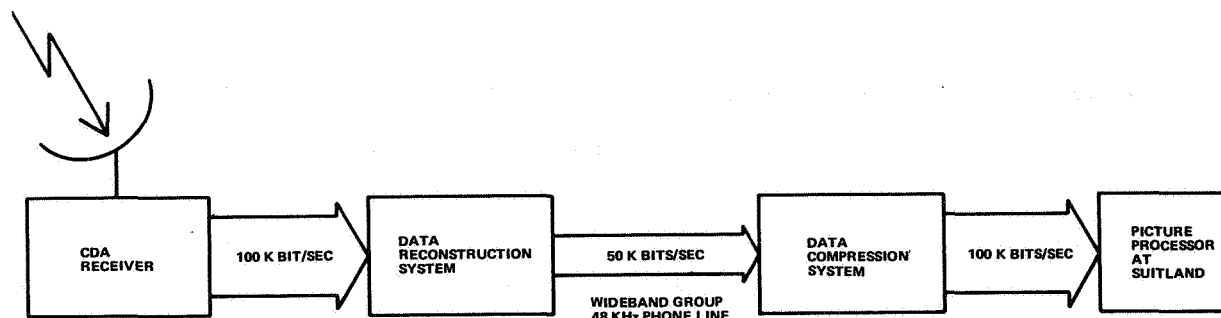 CDA
RECEIVER
100 K BIT/SEC
DATA
RECONSTRUCTION
SYSTEM
50 K BITS/SEC
WIDEBAND GROUP
48 KHz PHONE LINE
DATA
COMPRESSION
SYSTEM
100 K BITS/SEC
PICTURE
PROCESSOR
AT
SUITLAND